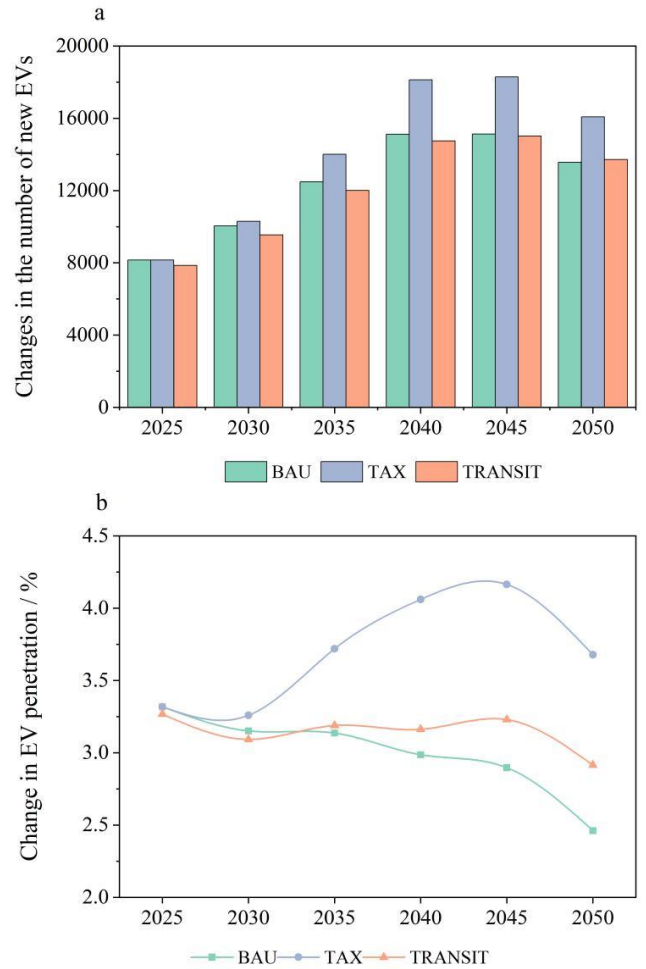 a
Changes in the number of new EVs
20000
16000
12000
8000
4000
0
2025 2030 2035 2040 2045 2050
BAU TAX TRANSIT
b
Change in EV penetration / %
4.5
4.0
3.5
3.0
2.5
2.0
2025 2030 2035 2040 2045 2050
BAU TAX TRANSIT